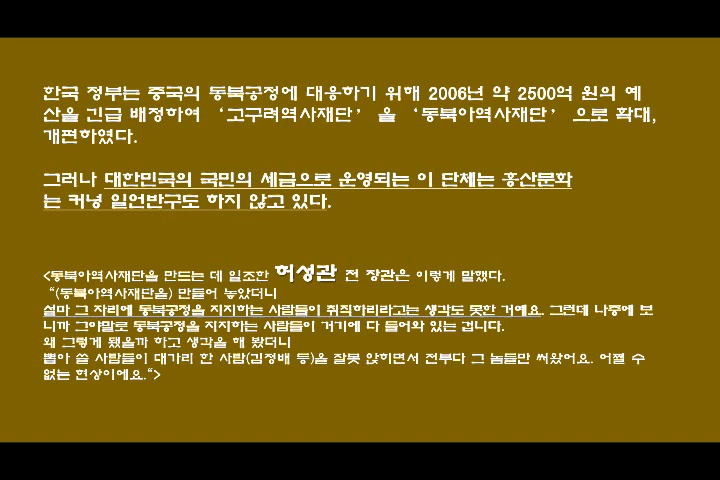 한국 정부는 중국의 동북공정에 대응하기 위해 2006년 약 2500억 원의 예
산을 긴급 배정하여 ‘고구려역사재단’ 을 ‘동북아역사재단’ 으로 확대,
개편하였다.
그러나 대한민국의 국민의 세금으로 운영되는 이 단체는 홍산문화
는 커녕 일언반구도 하지 않고 있다.
<동북아역사재단을 만드는 데 일조한 허성관 전 장관은 이렇게 말했다.
“(동북아역사재단을) 만들어 놓았더니
설마 그 자리에 동북공정을 지지하는 사람들이 취직하리라고는 생각도 못한 거예요. 그런데 나중에 보
니까 그야말로 동북공정을 지지하는 사람들이 거기에 다 들어와 있는 겁니다.
왜 그렇게 됐을까 하고 생각을 해 봤더니
뽑아 쓸 사람들이 대가리 한 사람(김정배 등)을 잘못 앉히면서 전부다 그 놈들만 써왔어요. 어쩔 수
없는 현상이에요.“>